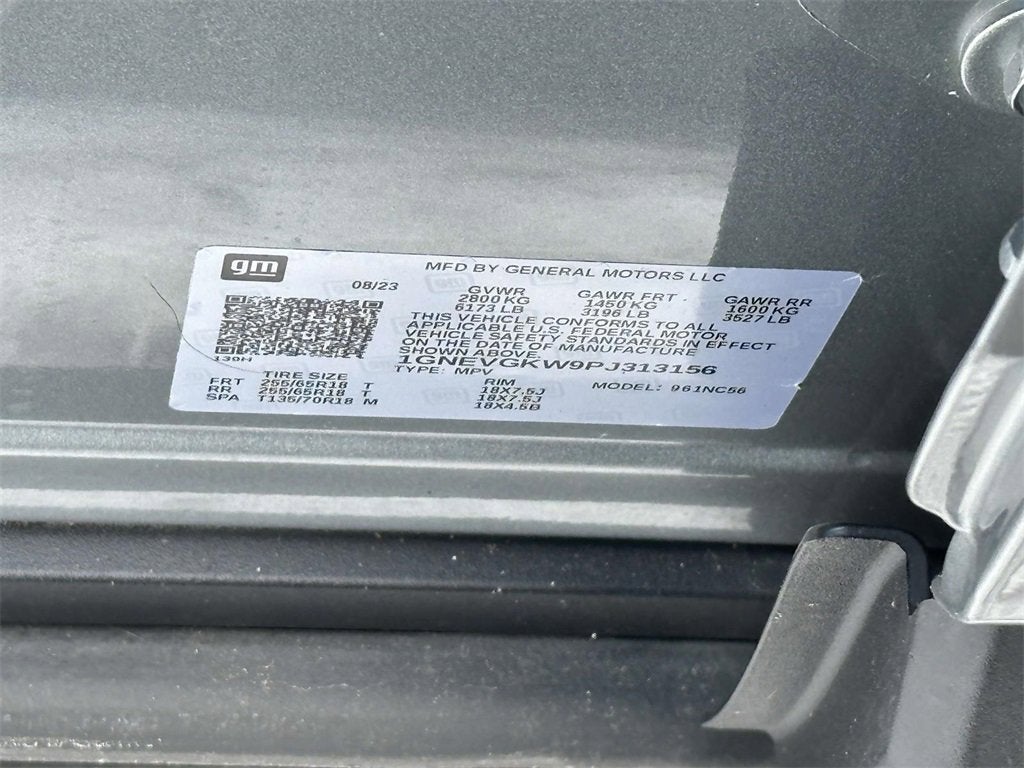 gm
MFD BY GENERAL MOTORS LLC
08/23
GVWR GAWR FRT GAWR RR
2800 KG 1450 KG 1600 KG
6173 LB 3196 LB 3527 LB
THIS VEHICLE CONFORMS TO ALL
APPLICABLE U.S. FEDERAL MOTOR
VEHICLE SAFETY STANDARDS IN EFFECT
ON THE DATE OF MANUFACTURE
SHOWN ABOVE.
139H
1GNEVGKW9PJ313156
TYPE: MPV MODEL: 961NC56
TIRE SIZE RIM
FRT 255/65R18 T 18X7.5J
RR 255/65R18 T 18X7.5J
SPA T135/70R18 M 18X4.5B